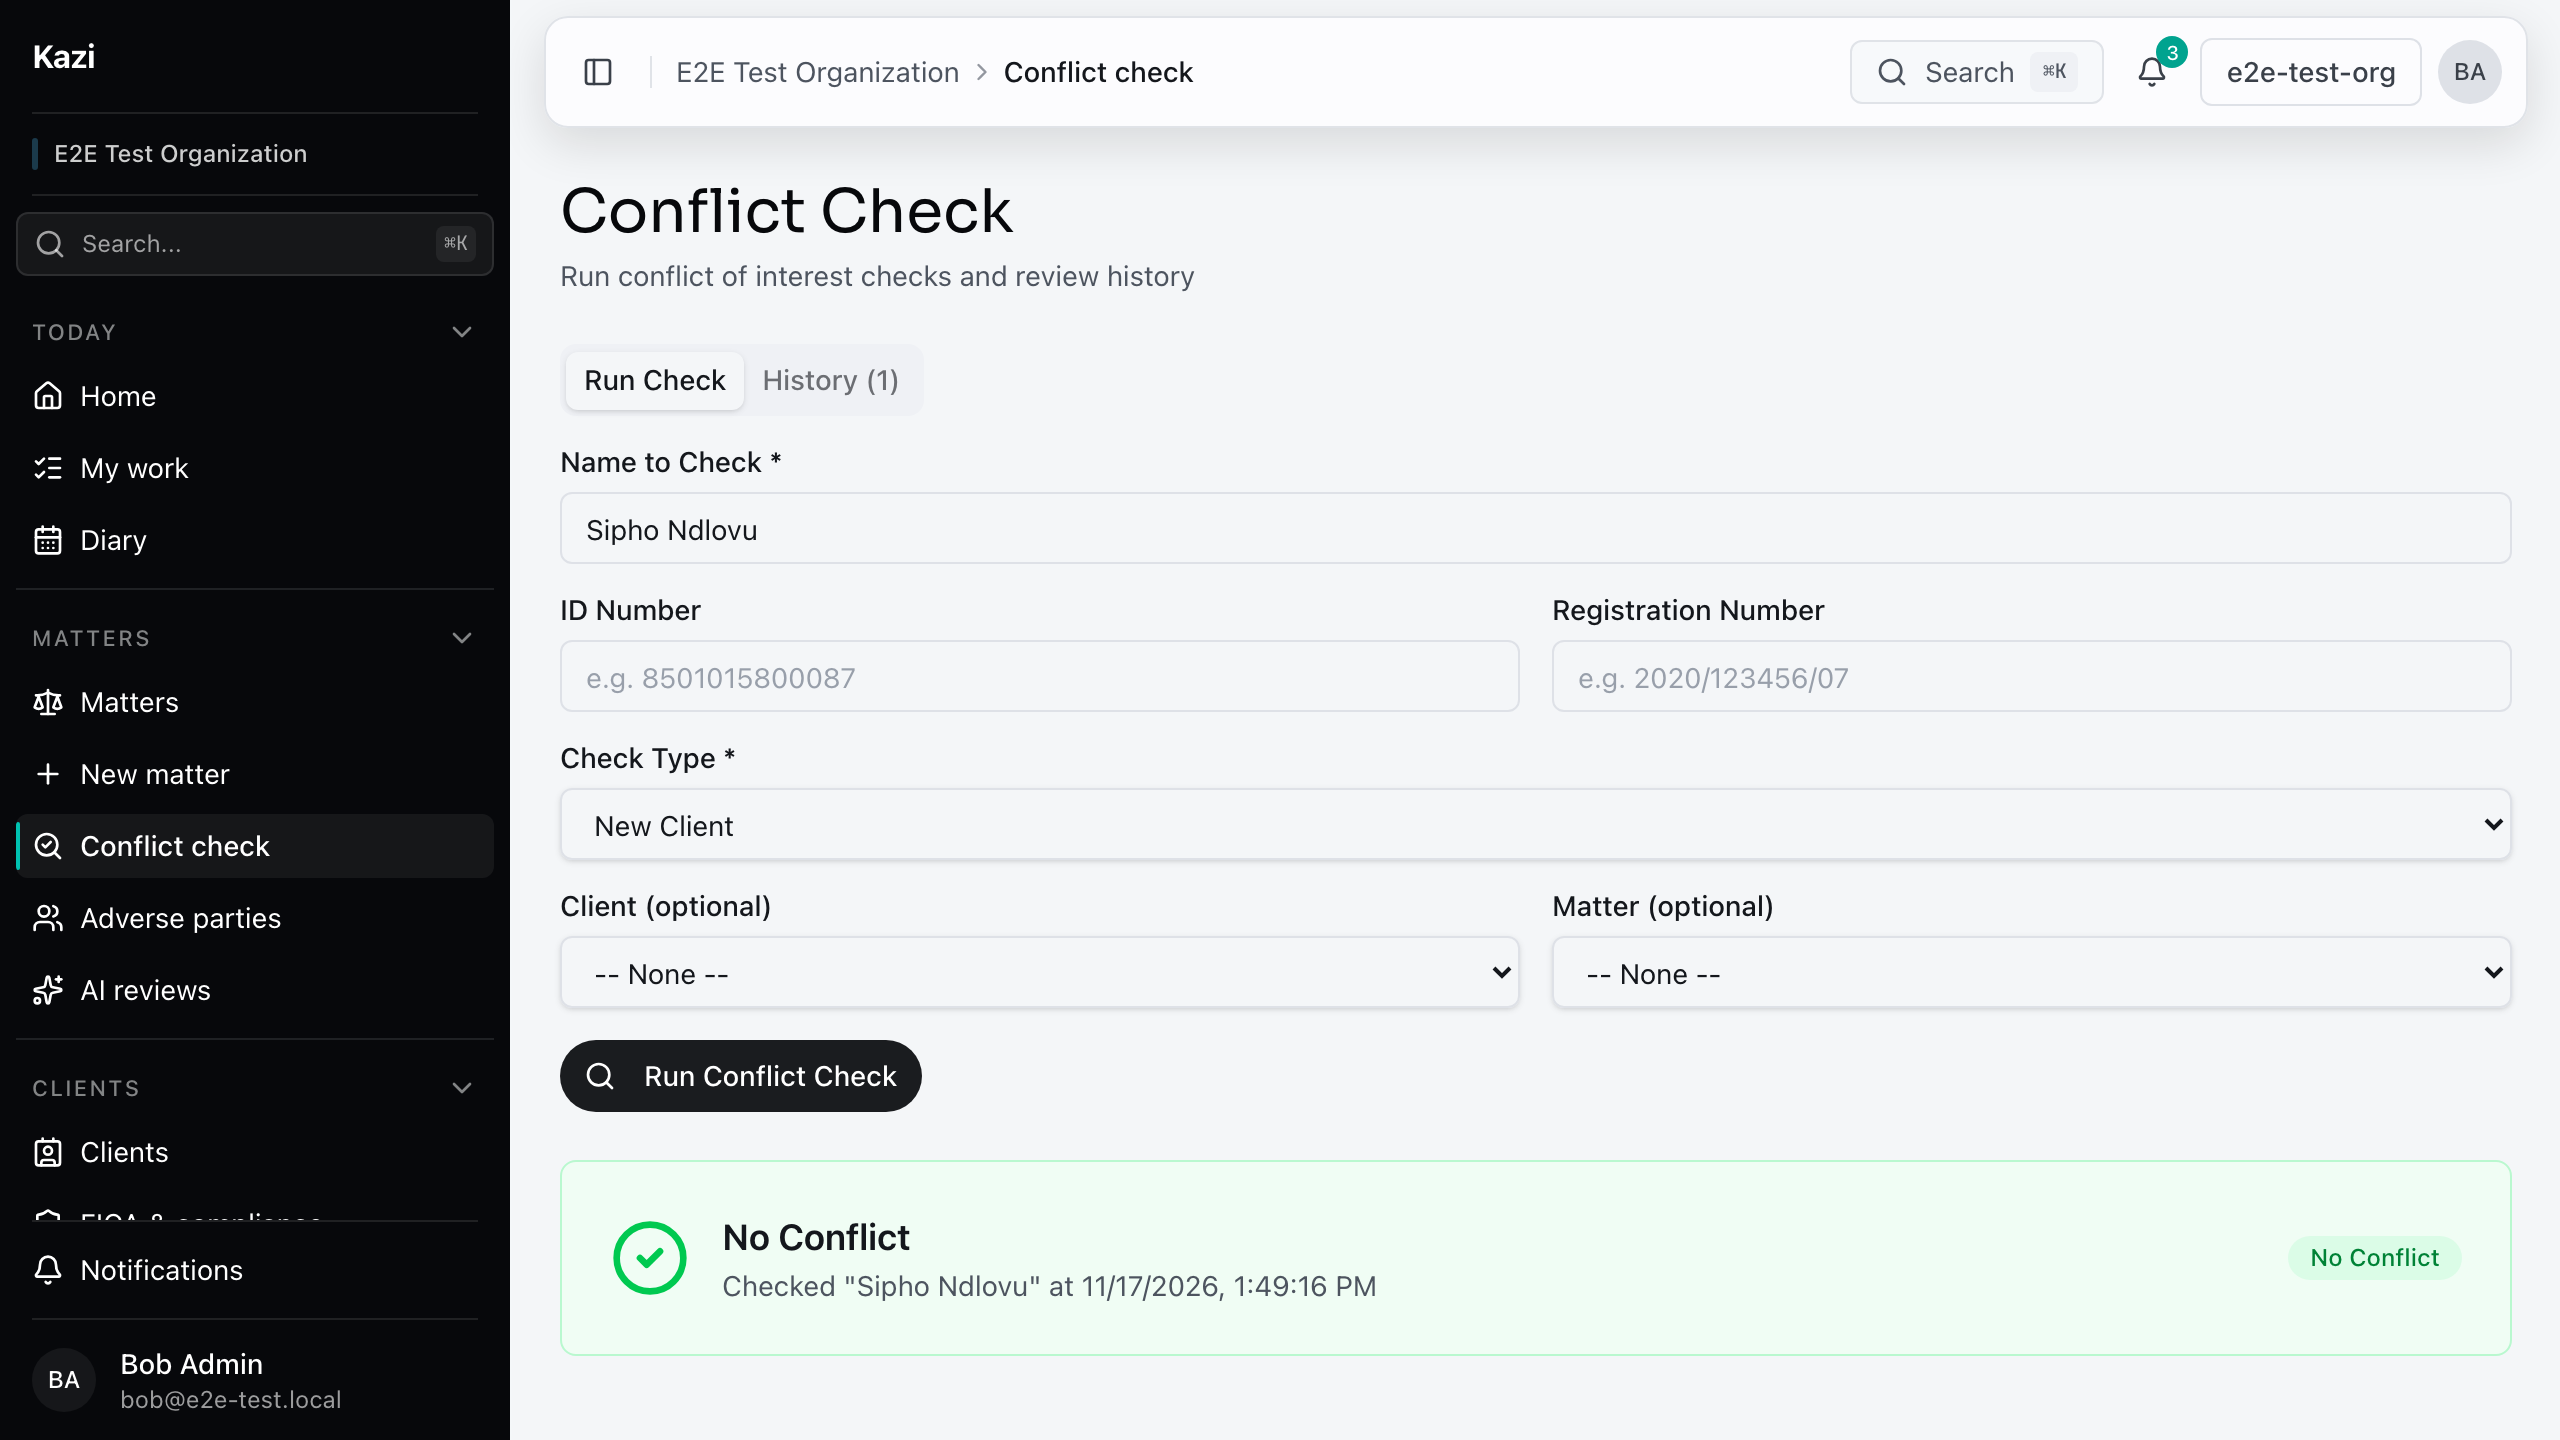 Kazi
E2E Test Organization
Search...
⌘K
TODAY
Home
My work
Diary
MATTERS
Matters
New matter
Conflict check
Adverse parties
AI reviews
CLIENTS
Clients
Notifications
BA
Bob Admin
bob@e2e-test.local
E2E Test Organization > Conflict check
Search ⌘K
3
e2e-test-org
BA
Conflict Check
Run conflict of interest checks and review history
Run Check
History (1)
Name to Check *
Sipho Ndlovu
ID Number
e.g. 8501015800087
Registration Number
e.g. 2020/123456/07
Check Type *
New Client
Client (optional)
-- None --
Matter (optional)
-- None --
Run Conflict Check
No Conflict
Checked "Sipho Ndlovu" at 11/17/2026, 1:49:16 PM
No Conflict